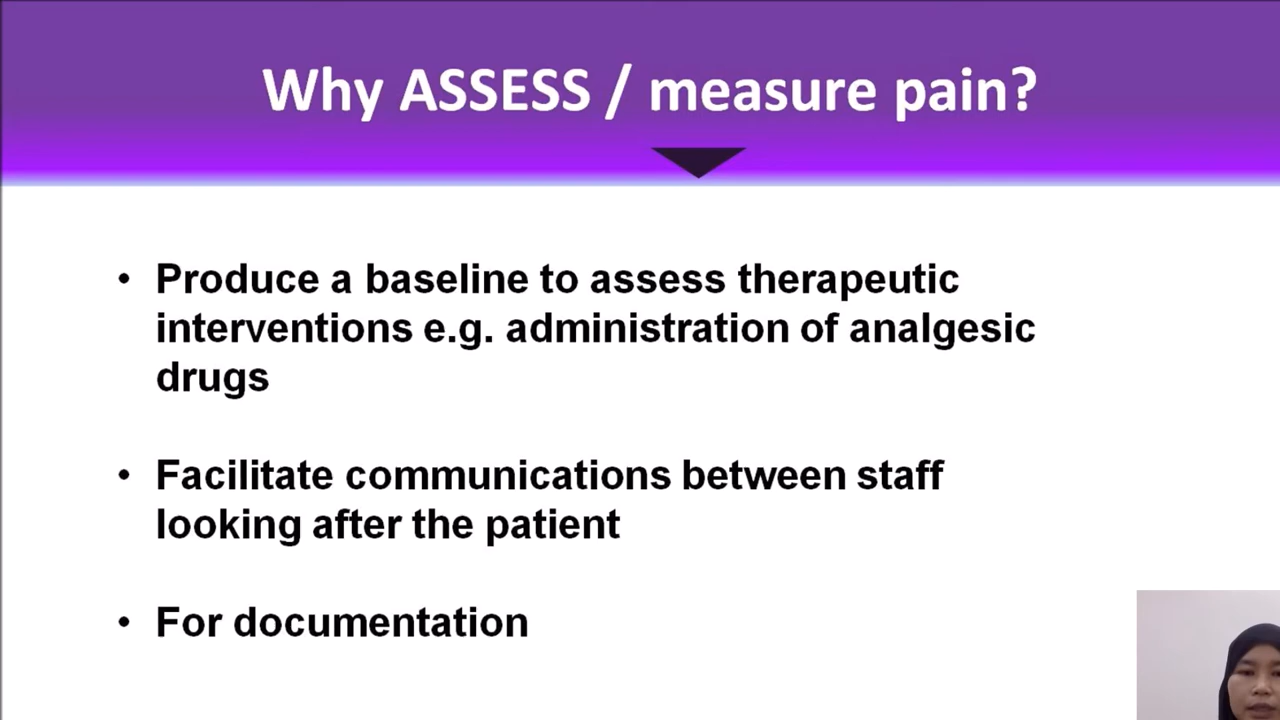 Why ASSESS / measure pain?
• Produce a baseline to assess therapeutic
interventions e.g. administration of analgesic
drugs
• Facilitate communications between staff
looking after the patient
• For documentation